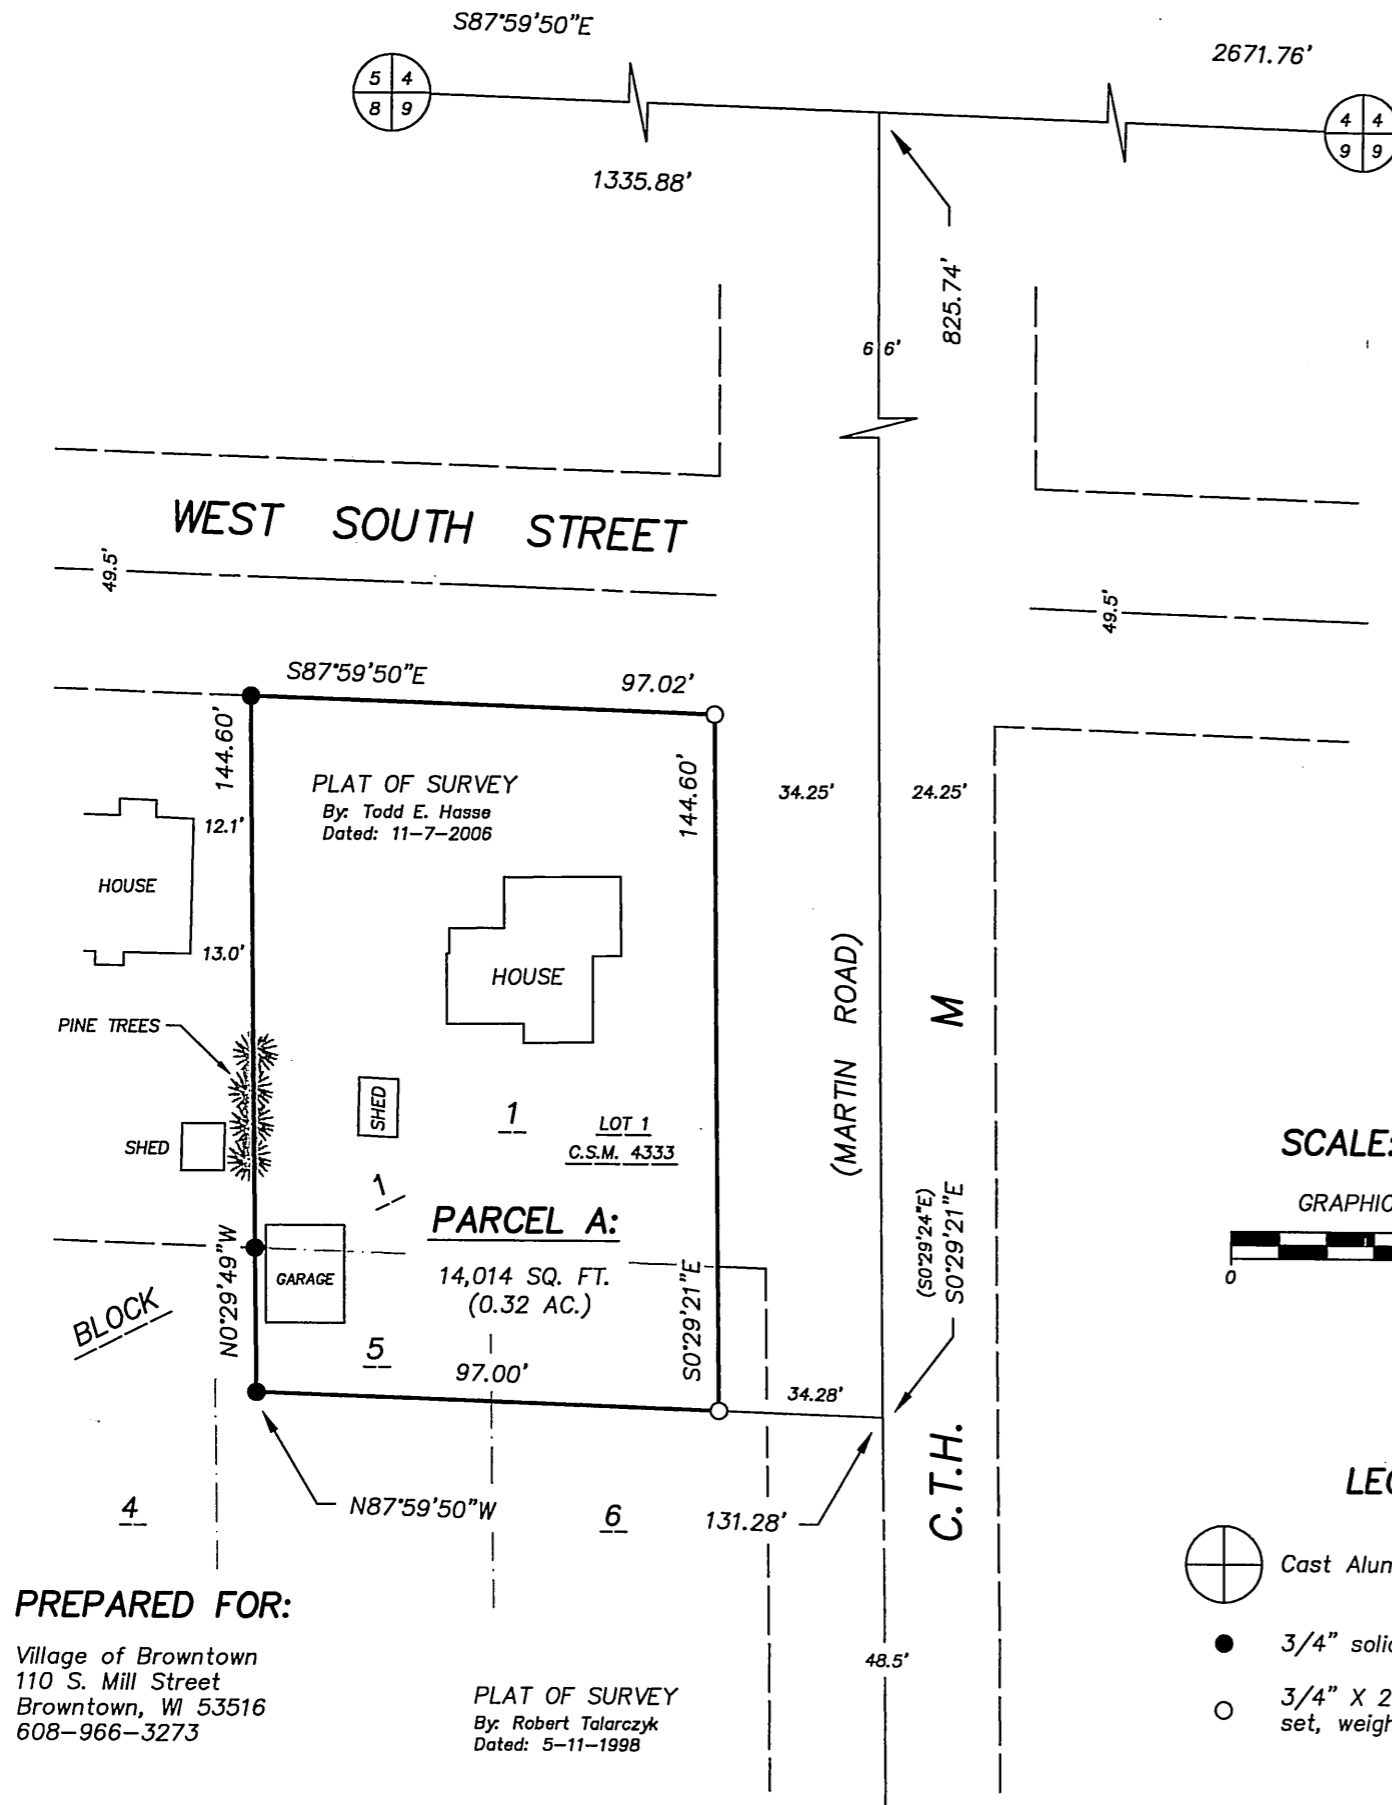 S87°59'50"E
2671.76'
5 4
8 9
4 4
9 9
1335.88'
825.74'
66'
WEST SOUTH STREET
49.5'
49.5'
S87°59'50"E
97.02'
144.60'
144.60'
PLAT OF SURVEY
By: Todd E. Hasse
Dated: 11-7-2006
34.25'
24.25'
12.1'
HOUSE
13.0'
HOUSE
(MARTIN ROAD)
C.T.H. M
PINE TREES
SHED
SHED
1
LOT 1
C.S.M. 4333
1
PARCEL A:
14,014 SQ. FT.
(0.32 AC.)
GARAGE
N0°29'49"W
S0°29'21"E
(S0°29'24"E)
S0°29'21"E
SCALE:
GRAPHIC
0
BLOCK
5
97.00'
34.28'
N87°59'50"W
131.28'
4
6
48.5'
LEG
Cast Alum
3/4" solid
3/4" X 2
set, weigh
PREPARED FOR:
Village of Browntown
110 S. Mill Street
Browntown, WI 53516
608-966-3273
PLAT OF SURVEY
By: Robert Talarczyk
Dated: 5-11-1998